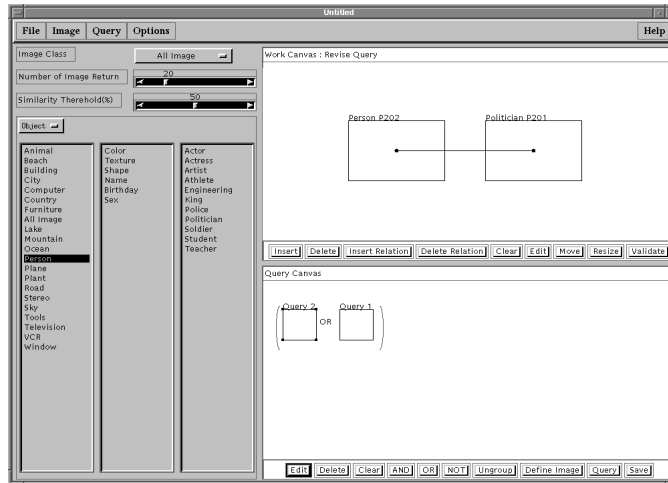 Untitled
File Image Query Options Help
Image Class All Image
Number of Image Return 20
Similarity Therehold(%) 50
Object
Animal
Beach
Building
City
Computer
Country
Furniture
All Image
Lake
Mountain
Ocean
Person
Plane
Plant
Road
Stereo
Sky
Tools
Television
VCR
Window
Color
Texture
Shape
Name
Birthday
Sex
Actor
Actress
Artist
Athlete
Engineering
King
Police
Politician
Soldier
Student
Teacher
Work Canvas : Revise Query
Person P202 Politician P201
Insert Delete Insert Relation Delete Relation Clear Edit Move Resize Validate
Query Canvas
Query 2 Query 1
OR
Edit Delete Clear AND OR NOT Ungroup Define Image Query Save